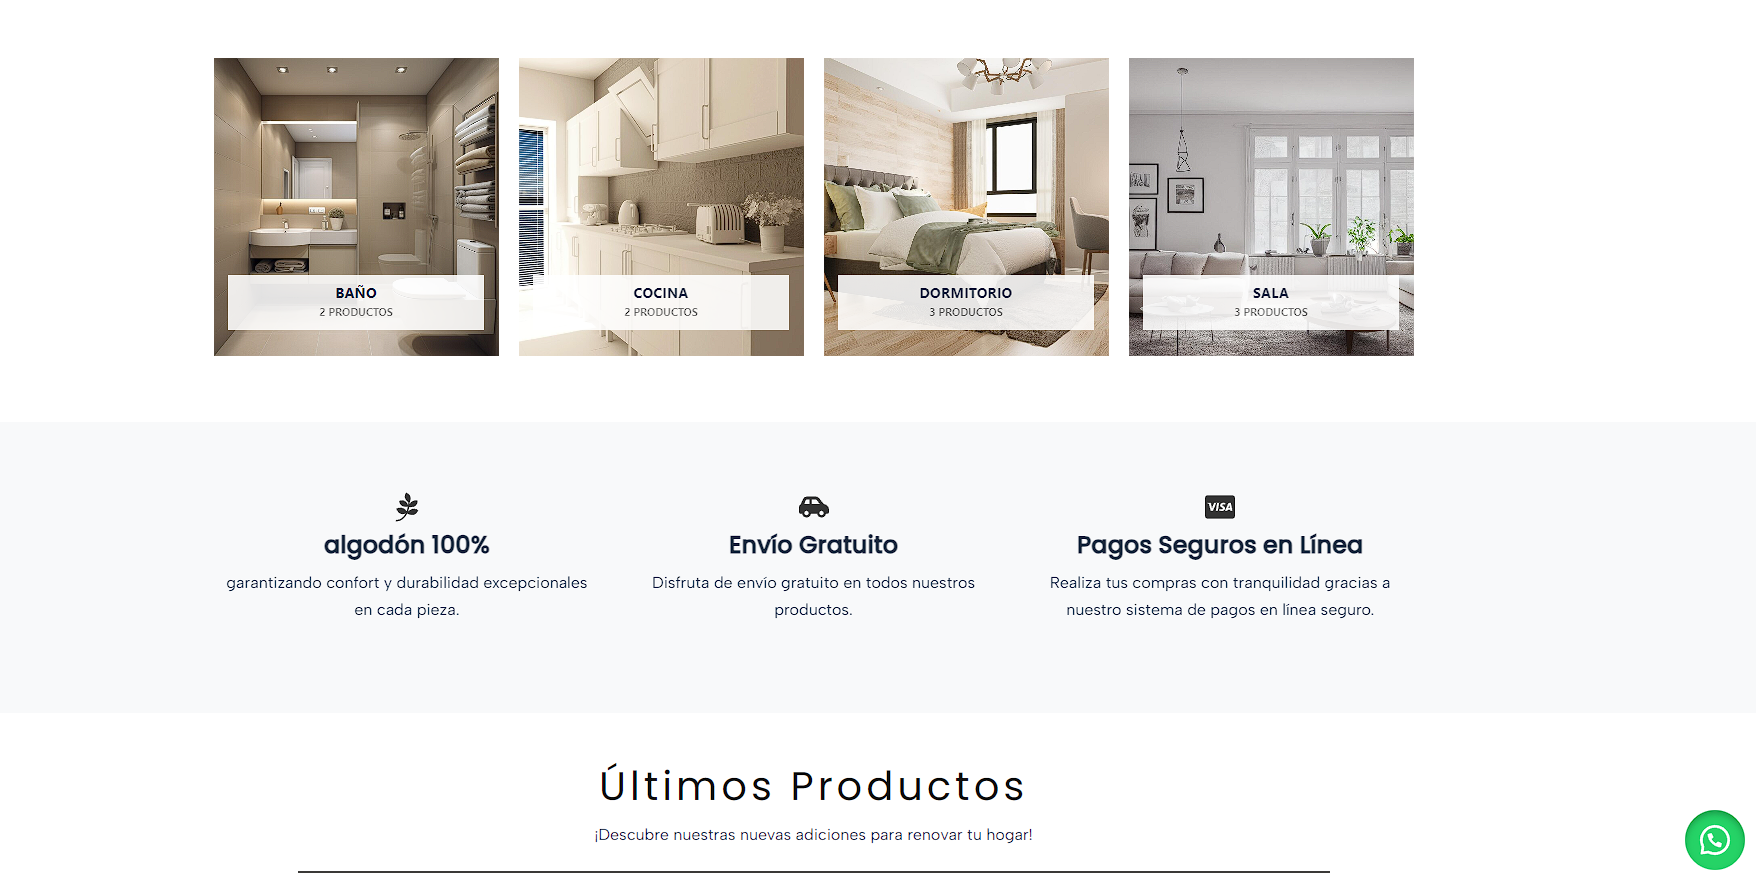 BAÑO
2 PRODUCTOS
COCINA
2 PRODUCTOS
DORMITORIO
3 PRODUCTOS
SALA
3 PRODUCTOS
VISA
algodón 100%
garantizando confort y durabilidad excepcionales
en cada pieza.
Envío Gratuito
Disfruta de envío gratuito en todos nuestros
productos.
Pagos Seguros en Línea
Realiza tus compras con tranquilidad gracias a
nuestro sistema de pagos en línea seguro.
Últimos Productos
¡Descubre nuestras nuevas adiciones para renovar tu hogar!